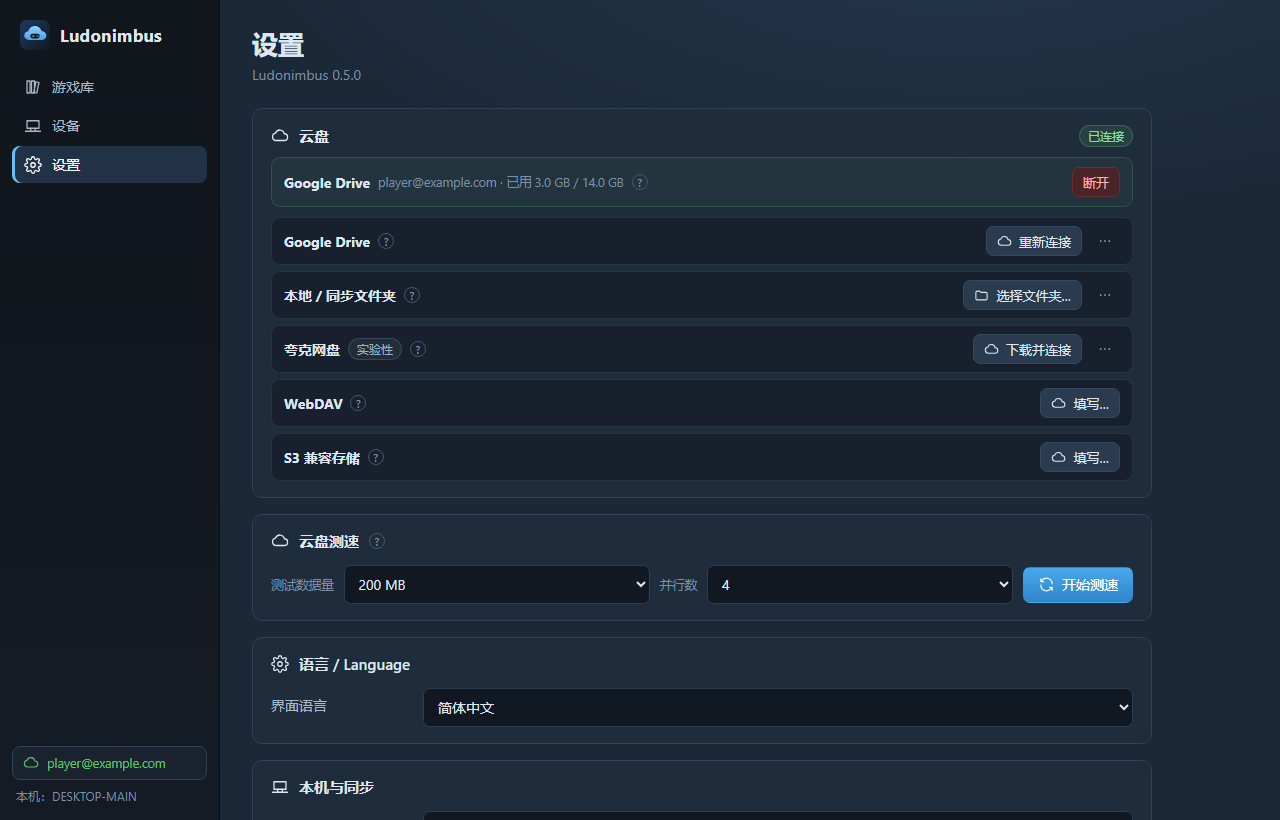 Ludonimbus
游戏库
设备
设置
player@example.com
本机: DESKTOP-MAIN
设置
Ludonimbus 0.5.0
云盘
已连接
Google Drive player@example.com · 已用 3.0 GB / 14.0 GB ?
断开
Google Drive ?
重新连接 ...
本地 / 同步文件夹 ?
选择文件夹... ...
夸克网盘 实验性 ?
下载并连接 ...
WebDAV ?
填写...
S3 兼容存储 ?
填写...
云盘测速 ?
测试数据量 200 MB 并行数 4 开始测速
语言 / Language
界面语言 简体中文
本机与同步